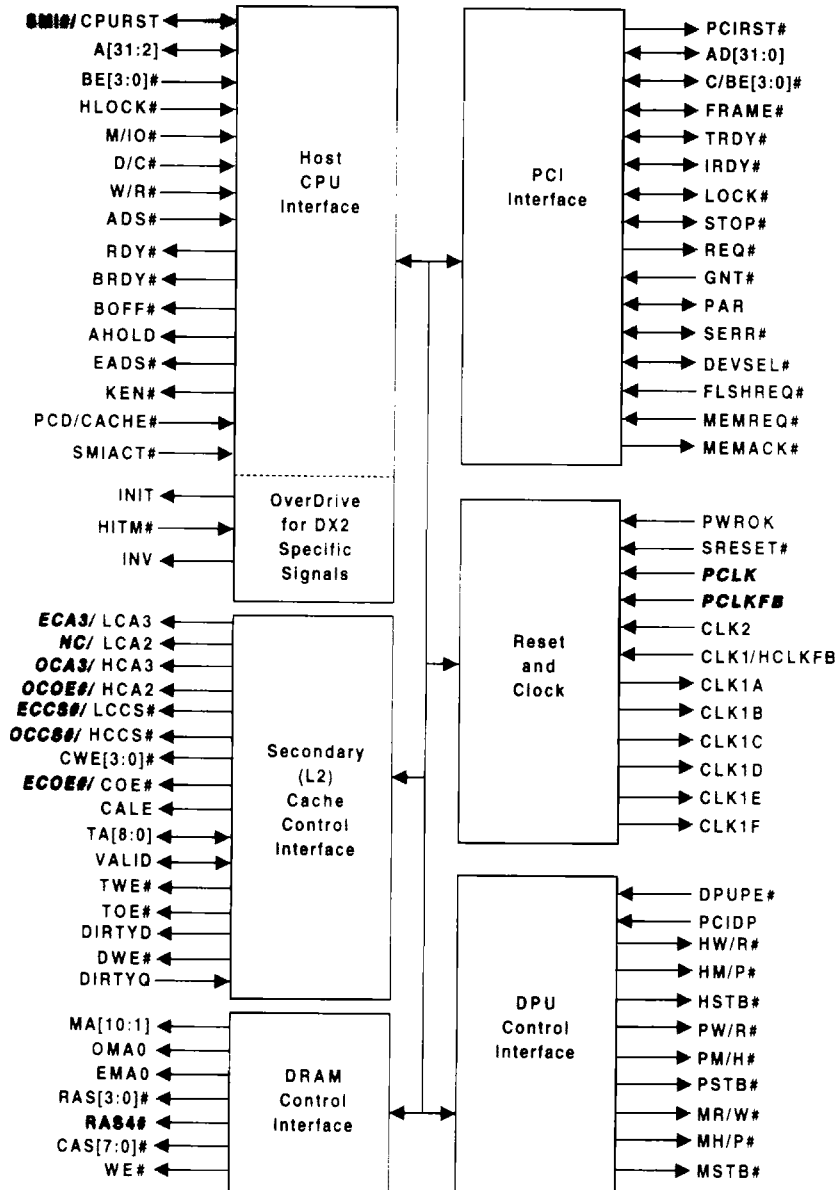 SMI#/CPURST
A[31:2]
BE[3:0]#
HLOCK#
M/IO#
D/C#
W/R#
ADS#
RDY#
BRDY#
BOFF#
AHOLD
EADS#
KEN#
PCD/CACHE#
SMIACT#
INIT
HITM#
INV
Host
CPU
Interface
OverDrive
for DX2
Specific
Signals
ECA3/ LCA3
NC/ LCA2
OCA3/ HCA3
OCOE#/ HCA2
ECCS#/ LCCS#
OCCS#/ HCCS#
CWE[3:0]#
ECOE#/ COE#
CALE
TA[8:0]
VALID
TWE#
TOE#
DIRTYD
DWE#
DIRTYQ
Secondary
(L2)
Cache
Control
Interface
MA[10:1]
OMA0
EMA0
RAS[3:0]#
RAS4#
CAS[7:0]#
WE#
DRAM
Control
Interface
PCI
Interface
PCIRST#
AD[31:0]
C/BE[3:0]#
FRAME#
TRDY#
IRDY#
LOCK#
STOP#
REQ#
GNT#
PAR
SERR#
DEVSEL#
FLSHREQ#
MEMREQ#
MEMACK#
Reset
and
Clock
PWROK
SRESET#
PCLK
PCLKFB
CLK2
CLK1/HCLKFB
CLK1A
CLK1B
CLK1C
CLK1D
CLK1E
CLK1F
DPU
Control
Interface
DPUPE#
PCIDP
HW/R#
HM/P#
HSTB#
PW/R#
PM/H#
PSTB#
MR/W#
MH/P#
MSTB#